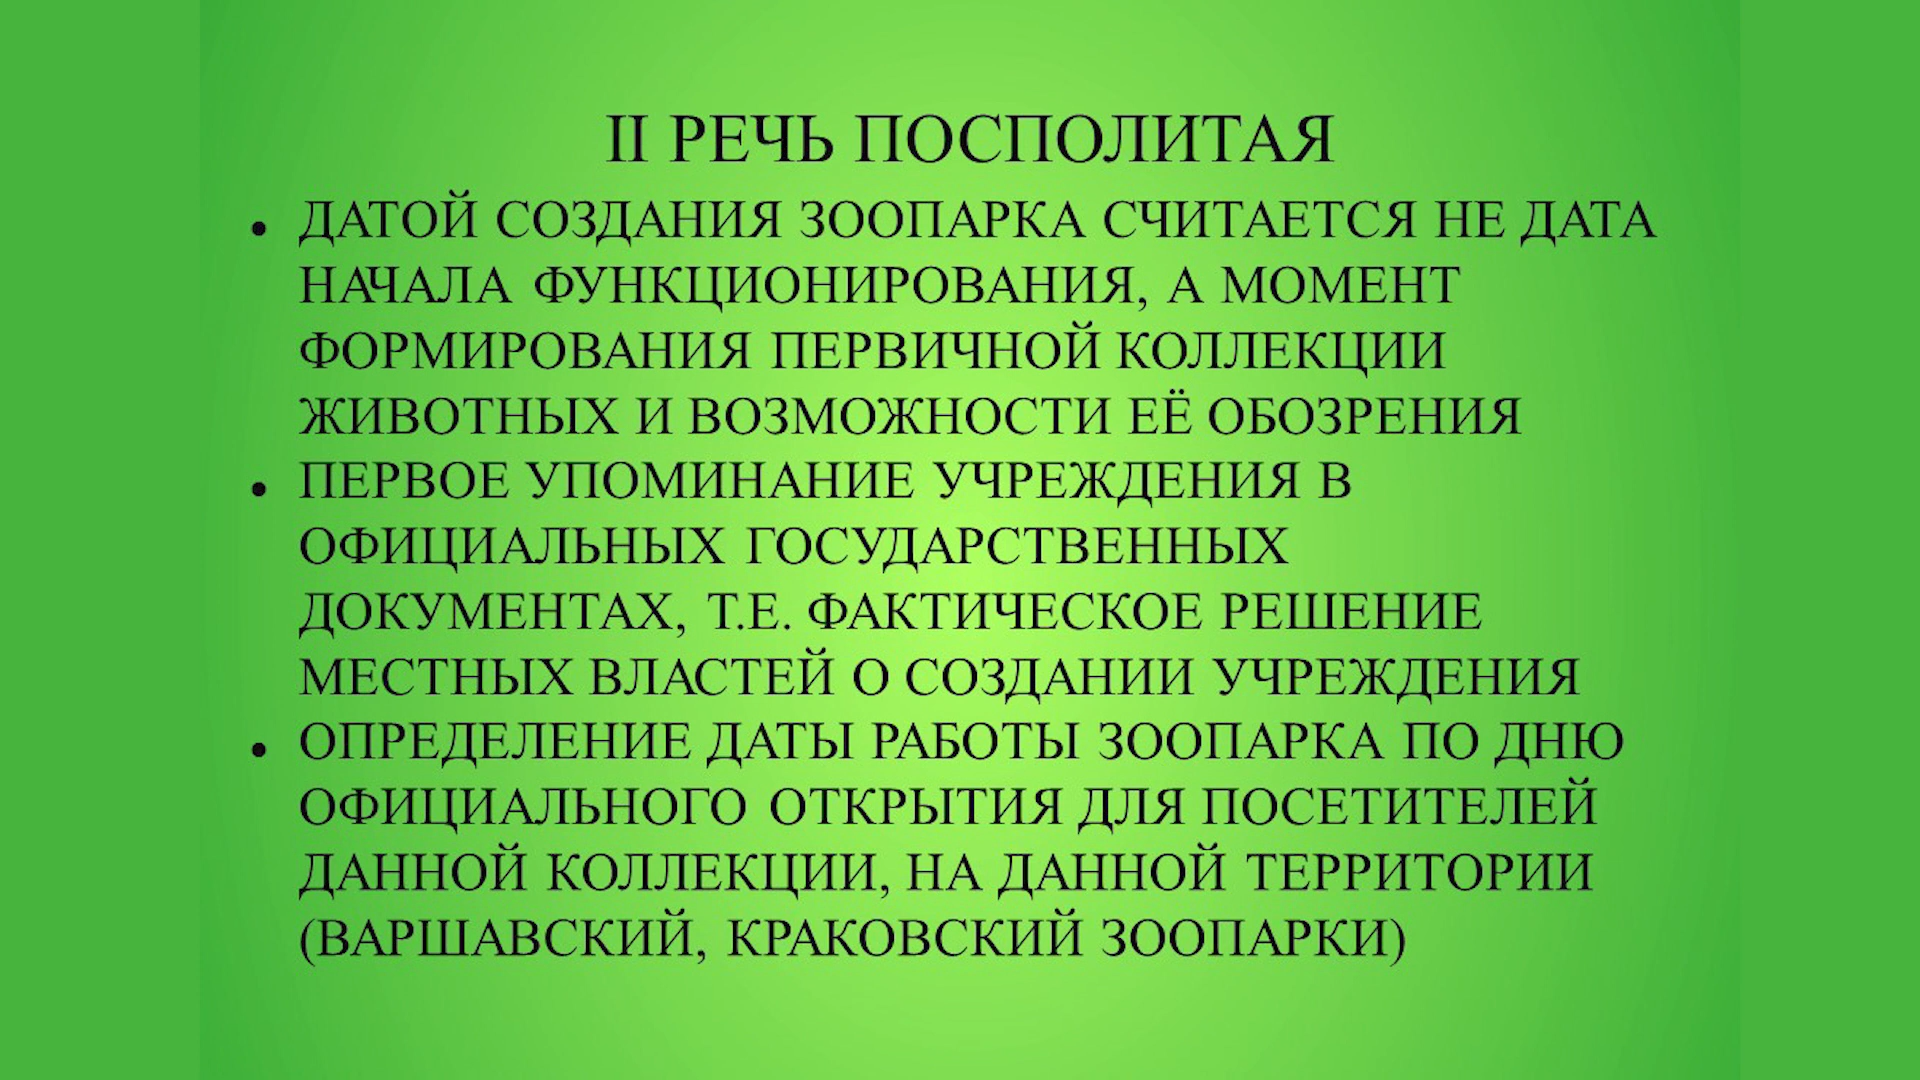 II РЕЧЬ ПОСПОЛИТАЯ
• ДАТОЙ СОЗДАНИЯ ЗООПАРКА СЧИТАЕТСЯ НЕ ДАТА
НАЧАЛА ФУНКЦИОНИРОВАНИЯ, А МОМЕНТ
ФОРМИРОВАНИЯ ПЕРВИЧНОЙ КОЛЛЕКЦИИ
ЖИВОТНЫХ И ВОЗМОЖНОСТИ ЕЁ ОБОЗРЕНИЯ
• ПЕРВОЕ УПОМИНАНИЕ УЧРЕЖДЕНИЯ В
ОФИЦИАЛЬНЫХ ГОСУДАРСТВЕННЫХ
ДОКУМЕНТАХ, Т.Е. ФАКТИЧЕСКОЕ РЕШЕНИЕ
МЕСТНЫХ ВЛАСТЕЙ О СОЗДАНИИ УЧРЕЖДЕНИЯ
• ОПРЕДЕЛЕНИЕ ДАТЫ РАБОТЫ ЗООПАРКА ПО ДНЮ
ОФИЦИАЛЬНОГО ОТКРЫТИЯ ДЛЯ ПОСЕТИТЕЛЕЙ
ДАННОЙ КОЛЛЕКЦИИ, НА ДАННОЙ ТЕРРИТОРИИ
(ВАРШАВСКИЙ, КРАКОВСКИЙ ЗООПАРКИ)